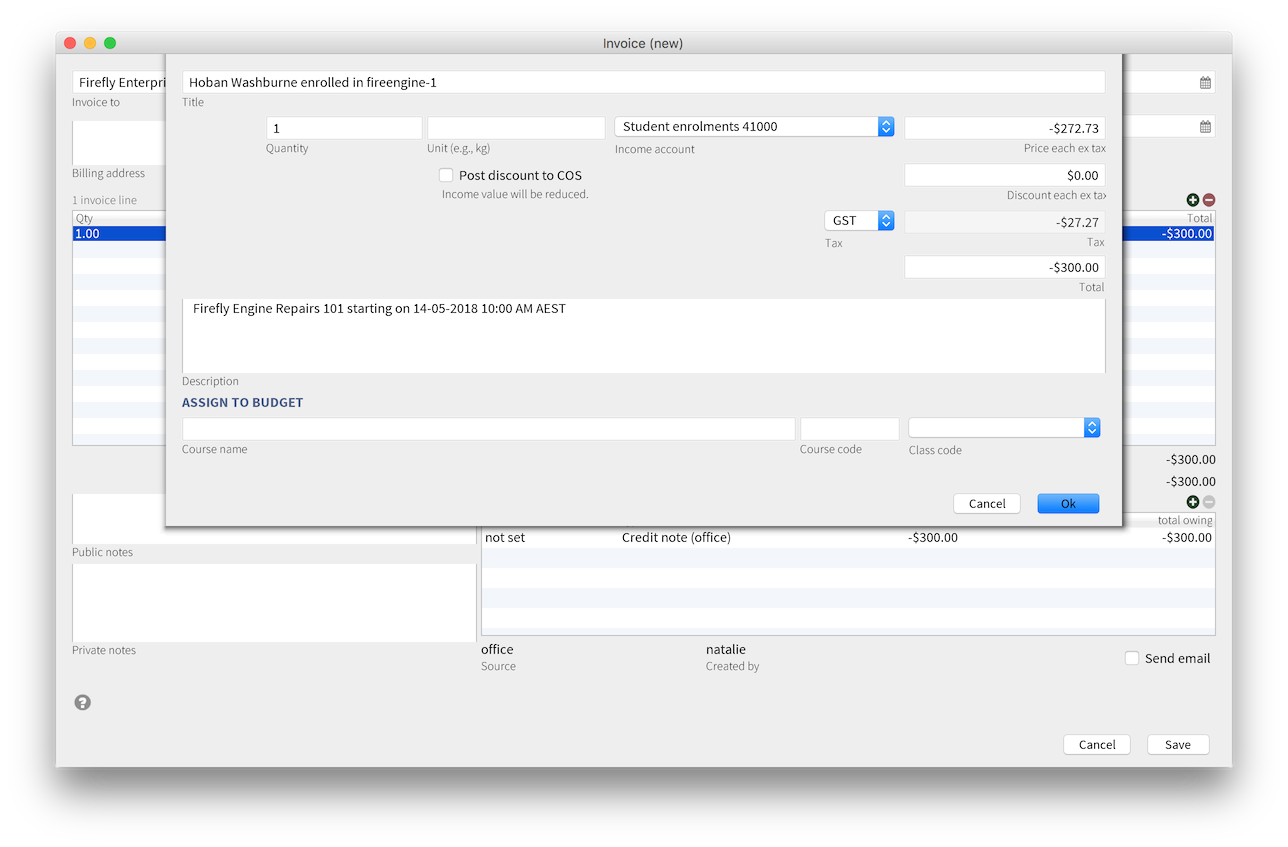 Invoice (new)
Firefly Enterpri
Invoice to
Billing address
1 invoice line
Qty
1.00
Hoban Washburne enrolled in fireengine-1
Title
1
Quantity
Unit (e.g., kg)
Student enrolments 41000
Income account
-$272.73
Price each ex tax
Post discount to COS
Income value will be reduced.
$0.00
Discount each ex tax
GST
Tax
-$27.27
Tax
-$300.00
Total
Firefly Engine Repairs 101 starting on 14-05-2018 10:00 AM AEST
Description
ASSIGN TO BUDGET
Course name
Course code
Class code
Cancel
Ok
Total
-$300.00
-$300.00
-$300.00
total owing
not set Credit note (office) -$300.00 -$300.00
Public notes
Private notes
office
Source
natalie
Created by
Send email
?
Cancel
Save